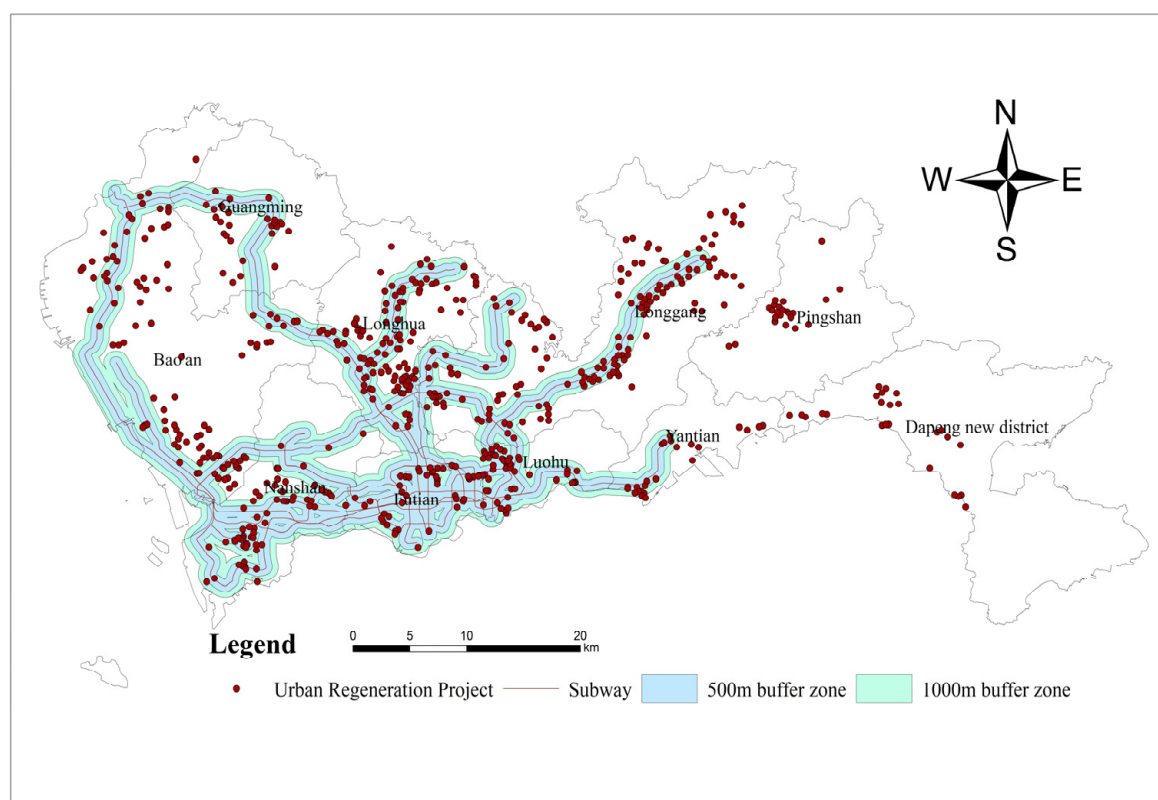 N
W E
S
Guangming
Longhua
Longgang
Pingshan
Bao'an
Dapeng new district
Yantian
Luohu
Nanshan
Futian
Legend
0 5 10 20
km
Urban Regeneration Project Subway 500m buffer zone 1000m buffer zone